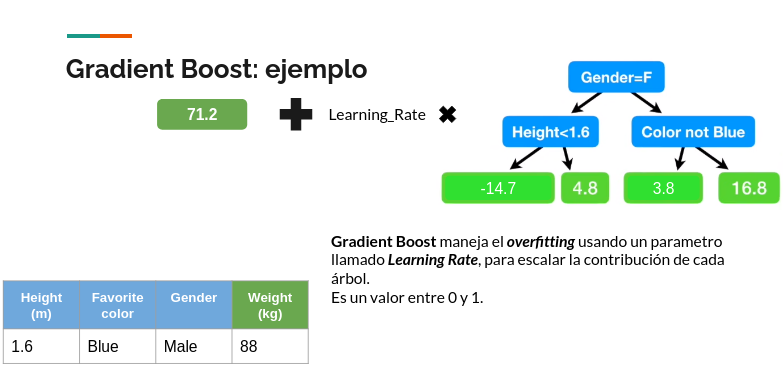 Gradient Boost: ejemplo
71.2
Learning_Rate
Gender=F
Height<1.6
Color not Blue
-14.7
4.8
3.8
16.8
Gradient Boost maneja el overfitting usando un parametro
llamado Learning Rate, para escalar la contribución de cada
árbol.
Es un valor entre 0 y 1.
Height (m) Favorite color Gender Weight (kg)
1.6 Blue Male 88